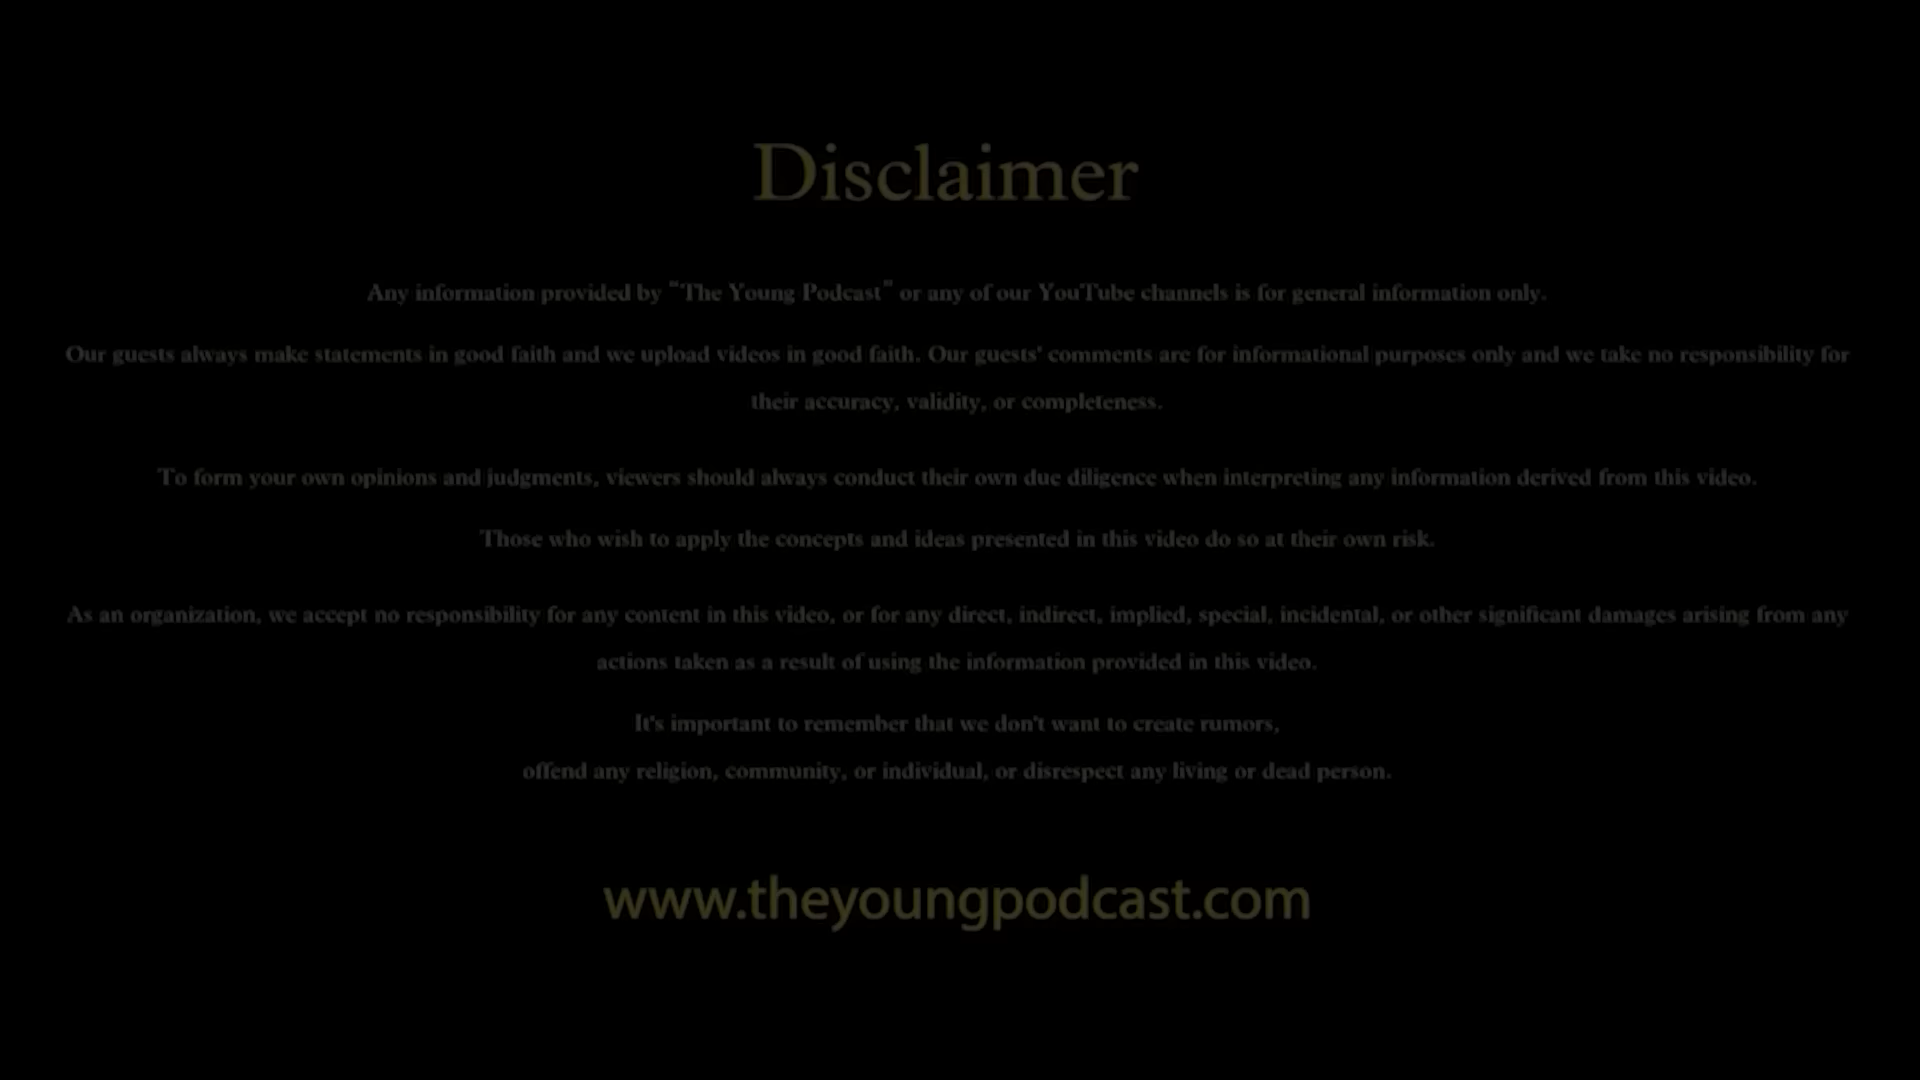 Disclaimer
Any information provided by "The Young Podcast" or any of our YouTube channels is for general information only.
Our guests always make statements in good faith and we upload videos in good faith. Our guests' comments are for informational purposes only and we take no responsibility for
their accuracy, validity, or completeness.
To form your own opinions and judgments, viewers should always conduct their own due diligence when interpreting any information derived from this video.
Those who wish to apply the concepts and ideas presented in this video do so at their own risk.
As an organization, we accept no responsibility for any content in this video, or for any direct, indirect, implied, special, incidental, or other significant damages arising from any
actions taken as a result of using the information provided in this video.
It's important to remember that we don't want to create rumors,
offend any religion, community, or individual, or disrespect any living or dead person.
www.theyoungpodcast.com